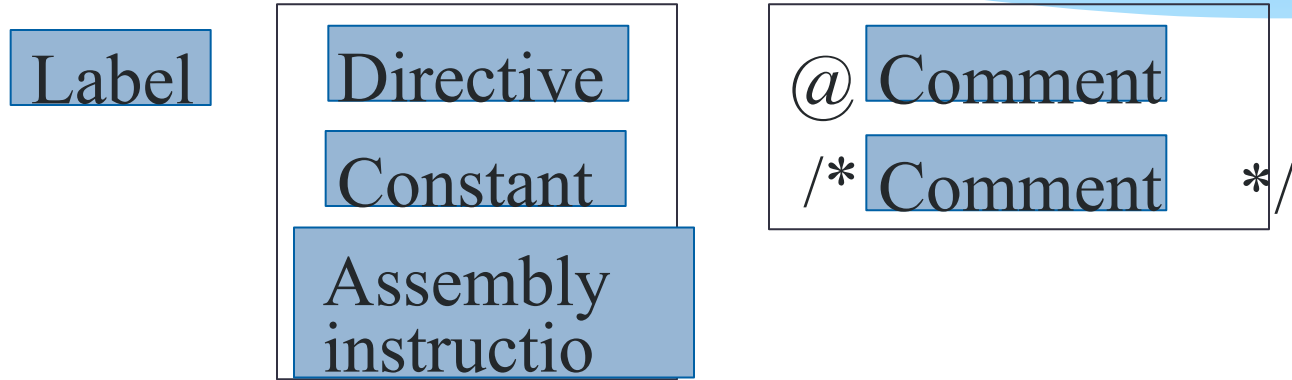 Label
Directive
Constant
Assembly
instructio
@ Comment
/* Comment */